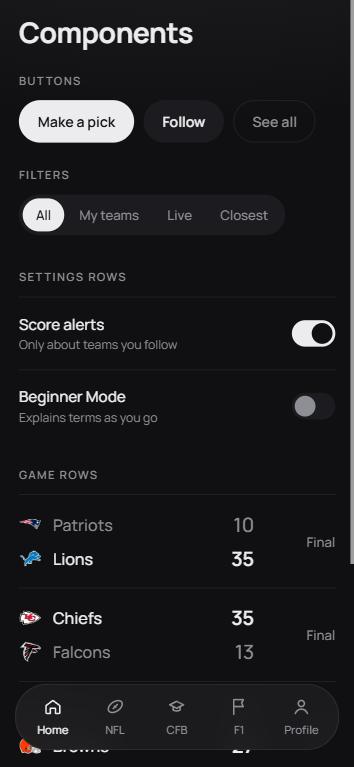 Components
BUTTONS
Make a pick Follow See all
FILTERS
All My teams Live Closest
SETTINGS ROWS
Score alerts
Only about teams you follow
Beginner Mode
Explains terms as you go
GAME ROWS
Patriots 10
Final
Lions 35
Chiefs 35
Final
Falcons 13
Home NFL CFB F1 Profile
Browns 27